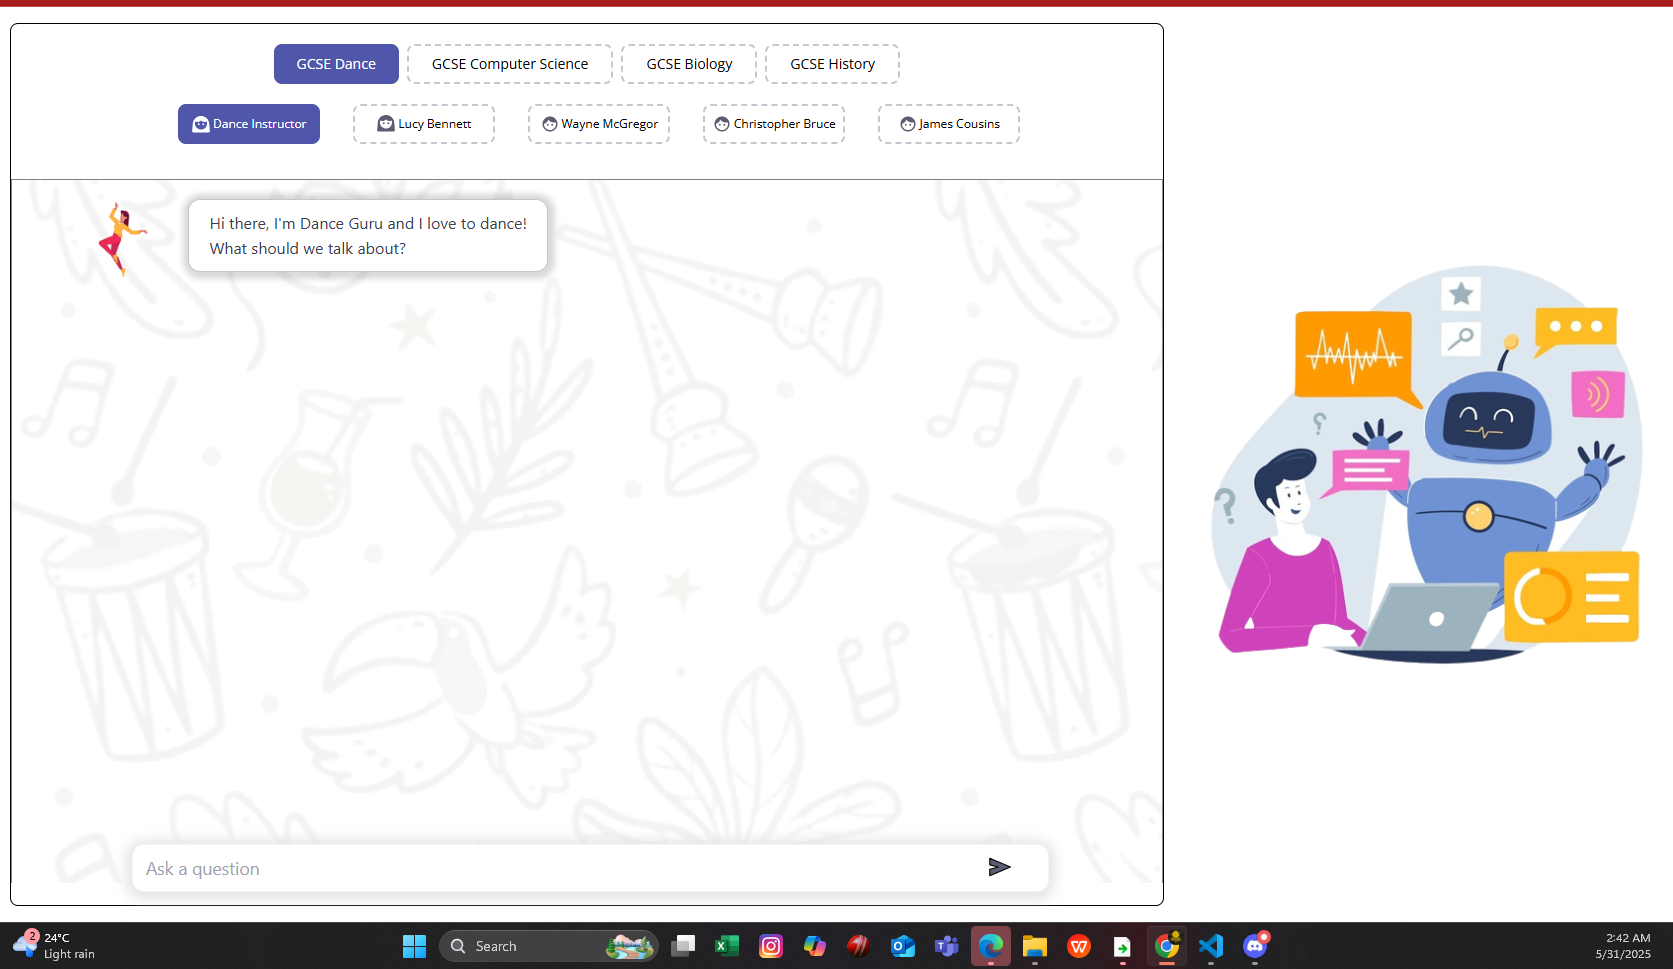 GCSE Dance
GCSE Computer Science
GCSE Biology
GCSE History
Dance Instructor
Lucy Bennett
Wayne McGregor
Christopher Bruce
James Cousins
Hi there, I'm Dance Guru and I love to dance!
What should we talk about?
Ask a question
2
24°C
Light rain
Search
2:42 AM
5/31/2025